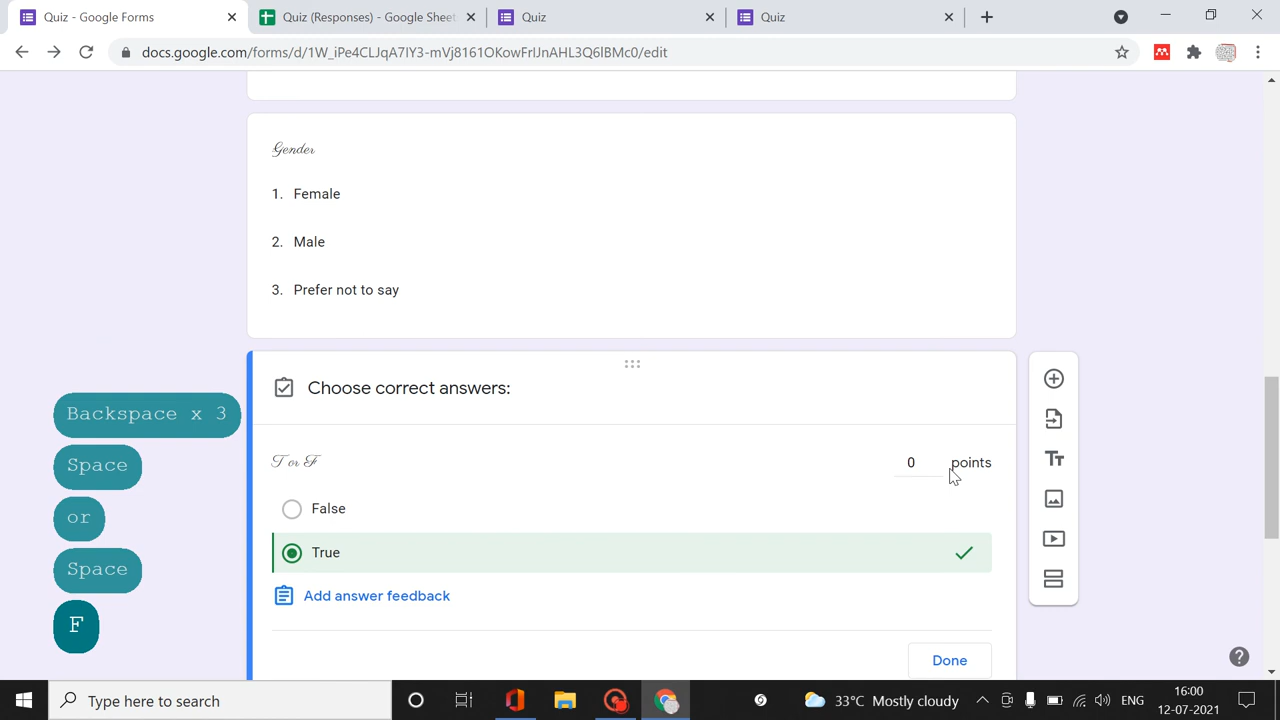 Quiz - Google Forms
Quiz (Responses) - Google Sheet
Quiz
Quiz
docs.google.com/forms/d/1W_iPe4CLJqA7IY3-mVj8161OKowFrIJnAHL3Q6lBMc0/edit
Gender
1. Female
2. Male
3. Prefer not to say
Choose correct answers:
T or F
0 points
False
True
Add answer feedback
Done
Backspace x 3
Space
or
Space
F
Tт
Type here to search
33°C Mostly cloudy
ENG
16:00
12-07-2021